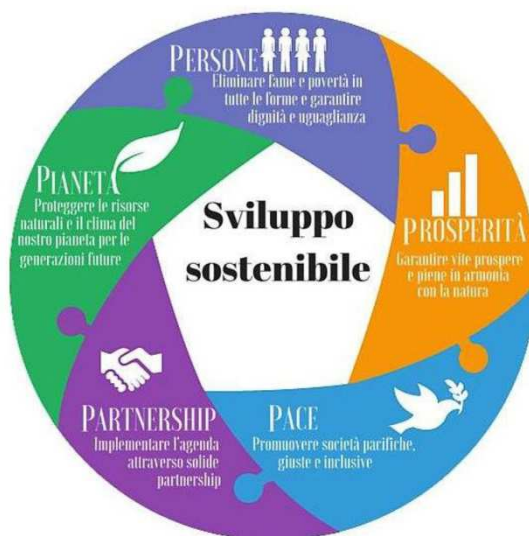 PERSONE
Eliminare fame e povertà in
tutte le forme e garantire
dignità e uguaglianza
PROSPERITÀ
Garantire vite prospere
e piene in armonia
con la natura
PACE
Promuovere società pacifiche,
giuste e inclusive
PARTNERSHIP
Implementare l'agenda
attraverso solide
partnership
PIANETA
Proteggere le risorse
naturali e il clima del
nostro pianeta per le
generazioni future
Sviluppo
sostenibile